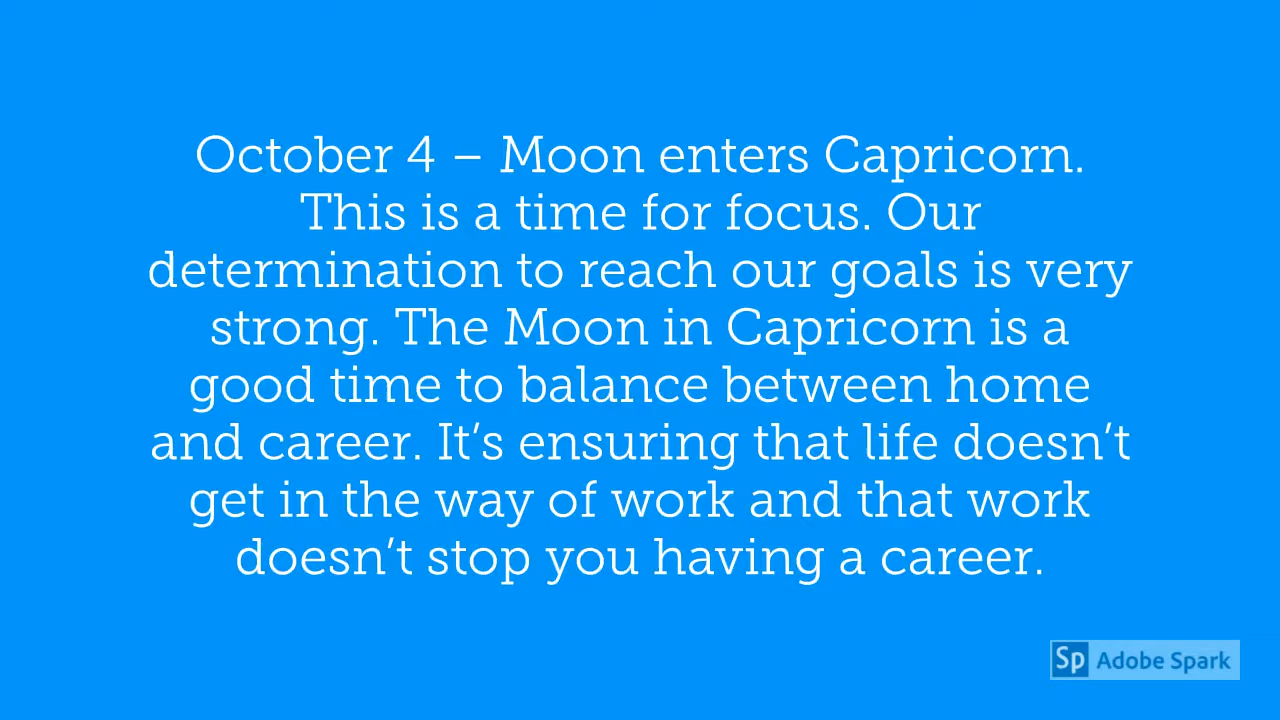 October 4 – Moon enters Capricorn.
This is a time for focus. Our
determination to reach our goals is very
strong. The Moon in Capricorn is a
good time to balance between home
and career. It’s ensuring that life doesn’t
get in the way of work and that work
doesn’t stop you having a career.
Sp Adobe Spark